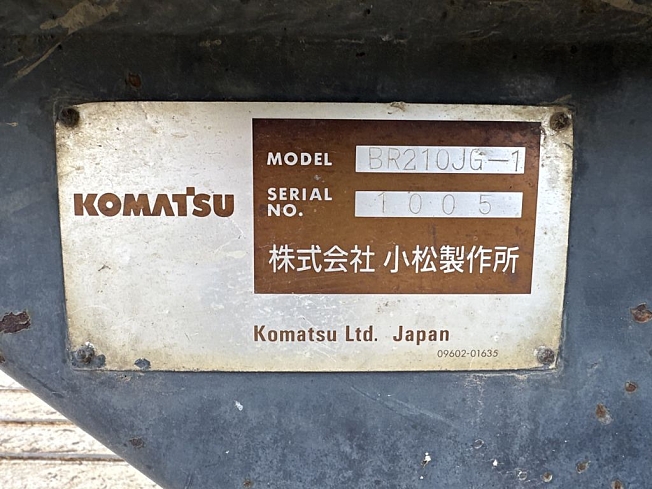 KOMATSU
MODEL BR210JG-1
SERIAL NO. 1005
株式会社 小松製作所
Komatsu Ltd. Japan
09602-01635